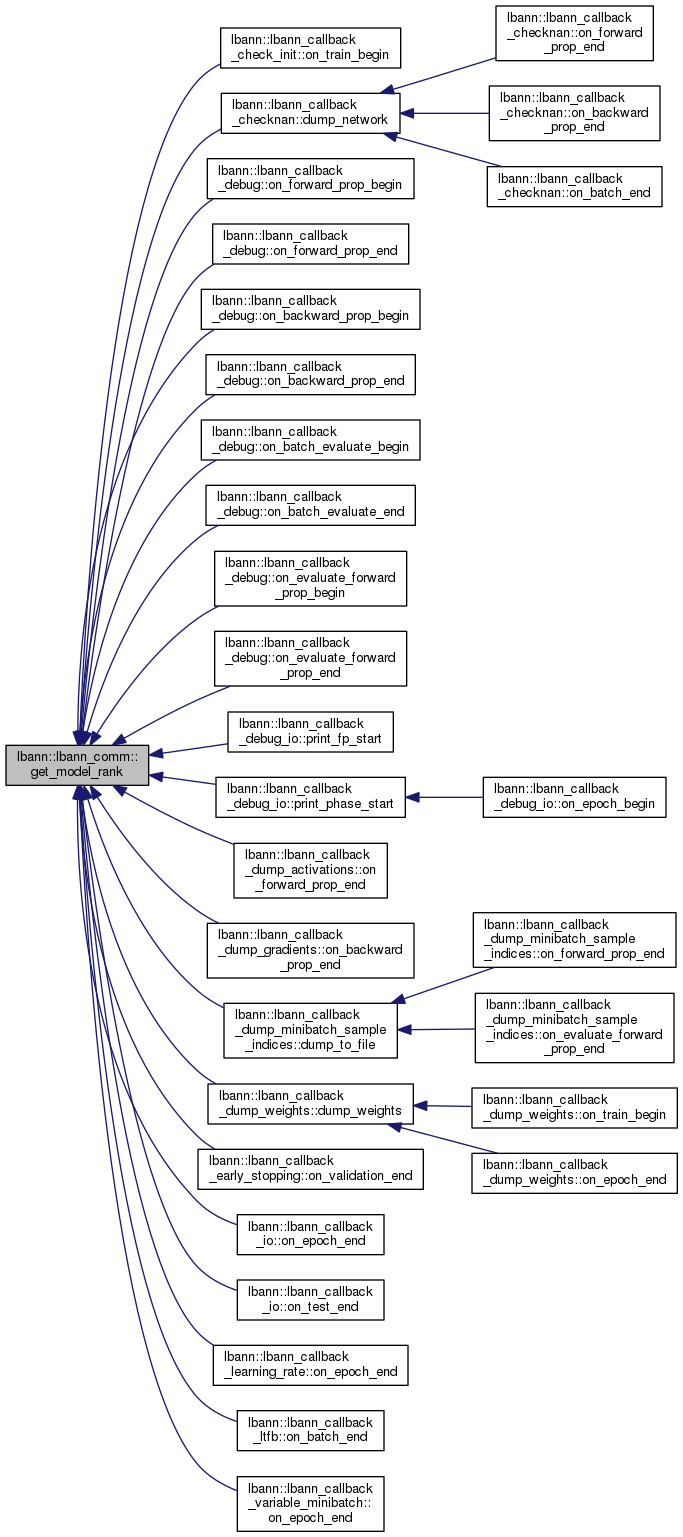 lbann::lbann_callback
_check_init::on_train_begin
lbann::lbann_callback
_checknan::dump_network
lbann::lbann_callback
_checknan::on_forward
_prop_end
lbann::lbann_callback
_checknan::on_backward
_prop_end
lbann::lbann_callback
_checknan::on_batch_end
lbann::lbann_callback
_debug::on_forward_prop_begin
lbann::lbann_callback
_debug::on_forward_prop_end
lbann::lbann_callback
_debug::on_backward_prop_begin
lbann::lbann_callback
_debug::on_backward_prop_end
lbann::lbann_callback
_debug::on_batch_evaluate_begin
lbann::lbann_callback
_debug::on_batch_evaluate_end
lbann::lbann_callback
_debug::on_evaluate_forward
_prop_begin
lbann::lbann_callback
_debug::on_evaluate_forward
_prop_end
lbann::lbann_callback
_debug_io::print_fp_start
lbann::lbann_comm::
get_model_rank
lbann::lbann_callback
_debug_io::print_phase_start
lbann::lbann_callback
_debug_io::on_epoch_begin
lbann::lbann_callback
_dump_activations::on
_forward_prop_end
lbann::lbann_callback
_dump_gradients::on_backward
_prop_end
lbann::lbann_callback
_dump_minibatch_sample
_indices::dump_to_file
lbann::lbann_callback
_dump_minibatch_sample
_indices::on_forward_prop_end
lbann::lbann_callback
_dump_minibatch_sample
_indices::on_evaluate_forward
_prop_end
lbann::lbann_callback
_dump_weights::dump_weights
lbann::lbann_callback
_dump_weights::on_train_begin
lbann::lbann_callback
_dump_weights::on_epoch_end
lbann::lbann_callback
_early_stopping::on_validation_end
lbann::lbann_callback
_io::on_epoch_end
lbann::lbann_callback
_io::on_test_end
lbann::lbann_callback
_learning_rate::on_epoch_end
lbann::lbann_callback
_ltfb::on_batch_end
lbann::lbann_callback
_variable_minibatch::
on_epoch_end